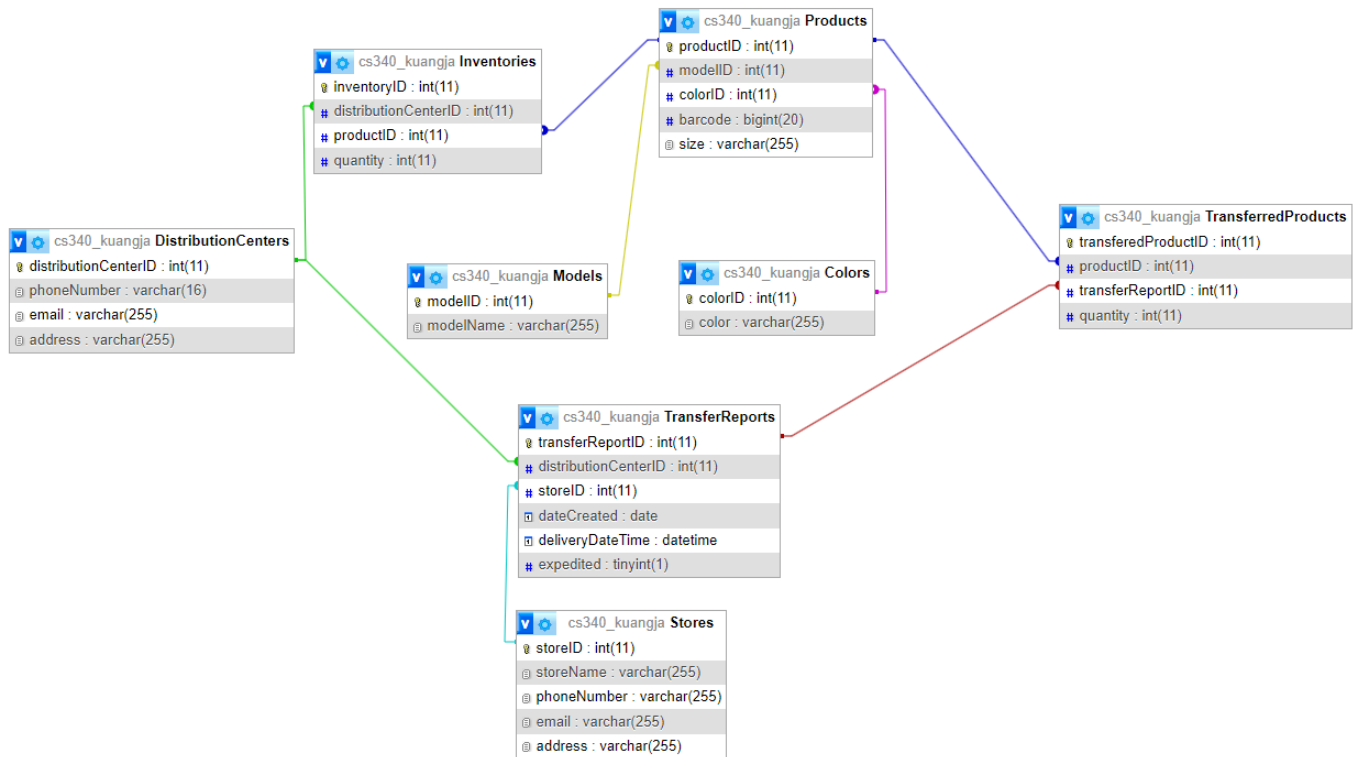 cs340_kuangja Products
productID : int(11)
modelID : int(11)
colorID : int(11)
barcode : bigint(20)
size : varchar(255)
cs340_kuangja Inventories
inventoryID : int(11)
distributionCenterID : int(11)
productID : int(11)
quantity : int(11)
cs340_kuangja TransferredProducts
transferedProductID : int(11)
productID : int(11)
transferReportID : int(11)
quantity : int(11)
cs340_kuangja DistributionCenters
distributionCenterID : int(11)
phoneNumber : varchar(16)
email : varchar(255)
address : varchar(255)
cs340_kuangja Models
modelID : int(11)
modelName : varchar(255)
cs340_kuangja Colors
colorID : int(11)
color : varchar(255)
cs340_kuangja TransferReports
transferReportID : int(11)
distributionCenterID : int(11)
storeID : int(11)
dateCreated : date
deliveryDateTime : datetime
expedited : tinyint(1)
cs340_kuangja Stores
storeID : int(11)
storeName : varchar(255)
phoneNumber : varchar(255)
email : varchar(255)
address : varchar(255)